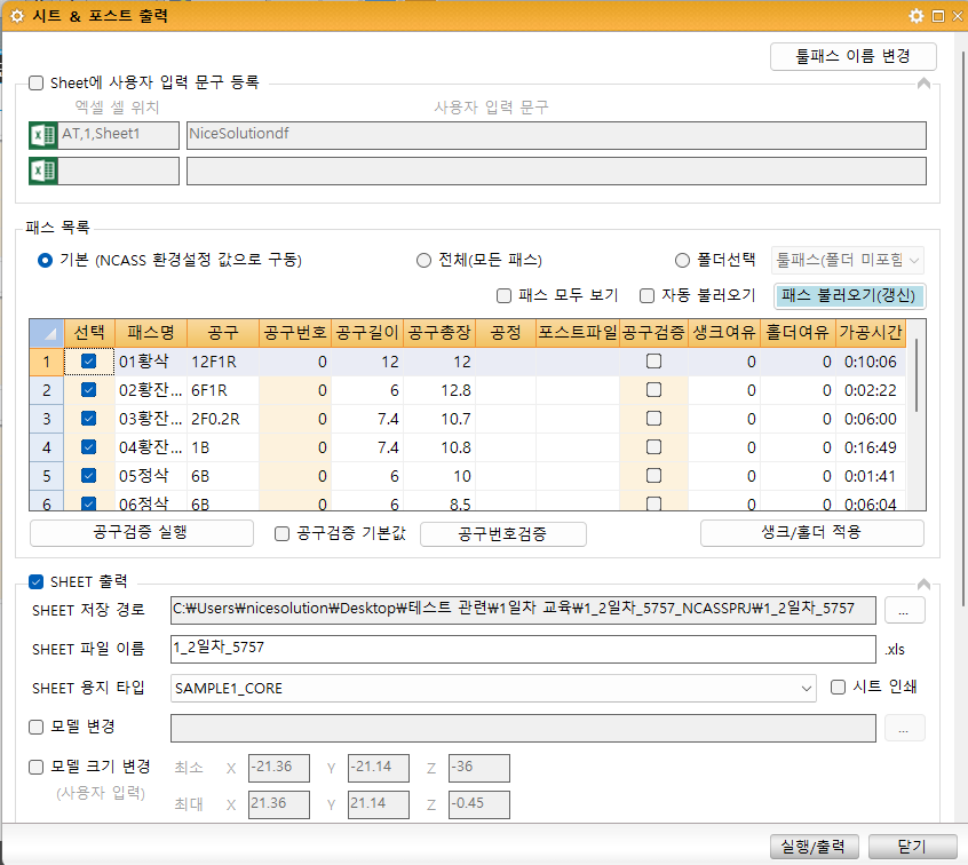 시트 & 포스트 출력
툴패스 이름 변경
Sheet에 사용자 입력 문구 등록
엑셀 셀 위치 사용자 입력 문구
AT,1,Sheet1 NiceSolutiondf
패스 목록
기본 (NCASS 환경설정 값으로 구동) 전체(모든 패스) 폴더선택 툴패스(폴더 미포함
패스 모두 보기 자동 불러오기 패스 불러오기(갱신)
선택 패스명 공구 공구번호 공구길이 공구총장 공정 포스트파일 공구검증 생크여유 홀더여유 가공시간
1 01황삭 12F1R 0 12 12 0 0 0:10:06
2 02황잔... 6F1R 0 6 12.8 0 0 0:02:22
3 03황잔... 2F0.2R 0 7.4 10.7 0 0 0:06:00
4 04황잔... 1B 0 7.4 10.8 0 0 0:16:49
5 05정삭 6B 0 6 10 0 0 0:01:41
6 06정삭 6B 0 6 8.5 0 0 0:06:04
공구검증 실행 공구검증 기본값 공구번호검증 생크/홀더 적용
SHEET 출력
SHEET 저장 경로 C:₩Users₩nicesolution₩Desktop₩테스트 관련₩1일차 교육₩1_2일차_5757_NCASSPRJ₩1_2일차_5757 ...
SHEET 파일 이름 1_2일차_5757 .xls
SHEET 용지 타입 SAMPLE1_CORE 시트 인쇄
모델 변경 ...
모델 크기 변경 최소 X -21.36 Y -21.14 Z -36
(사용자 입력) 최대 X 21.36 Y 21.14 Z -0.45
실행/출력 닫기